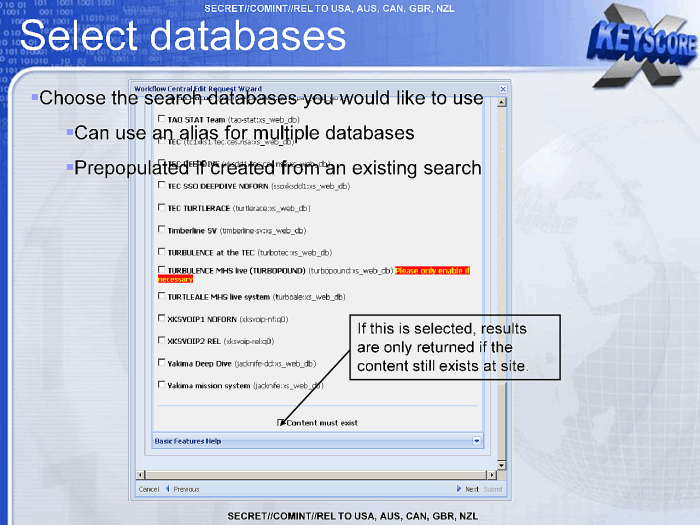 SECRET//COMINT//REL TO USA, AUS, CAN, GBR, NZL
Select databases
X KEYSCORE
Workflow Central Edit Request Wizard
Choose the search databases you would like to use
TAO STAT Team (tao-stat:xs_web_db)
Can use an alias for multiple databases
TEC (tc1xks1.tec.ces.nsa:xs_web_db)
Prepopulated if created from an existing search
TEC SSO DEEPDIVE NOFORN (ssoxksdd1:xs_web_db)
TEC TURTLERACE (turtlerace:xs_web_db)
Timberline SV (timberline-sv:xs_web_db)
TURBULENCE at the TEC (turbotec:xs_web_db)
TURBULENCE MHS live (TURBOPOUND) (turbopound:xs_web_db) Please only enable if
necessary
TURTLEALE MHS live system (turtleale:xs_web_db)
XKSVOIP1 NOFORN (xksvoip-nf:q0)
XKSVOIP2 REL (xksvoip-rel:q0)
If this is selected, results
are only returned if the
content still exists at site.
Yakima Deep Dive (jacknife-dd:xs_web_db)
Yakima mission system (jacknife:xs_web_db)
Content must exist
Basic Features Help
Cancel Previous Next Submit
SECRET//COMINT//REL TO USA, AUS, CAN, GBR, NZL